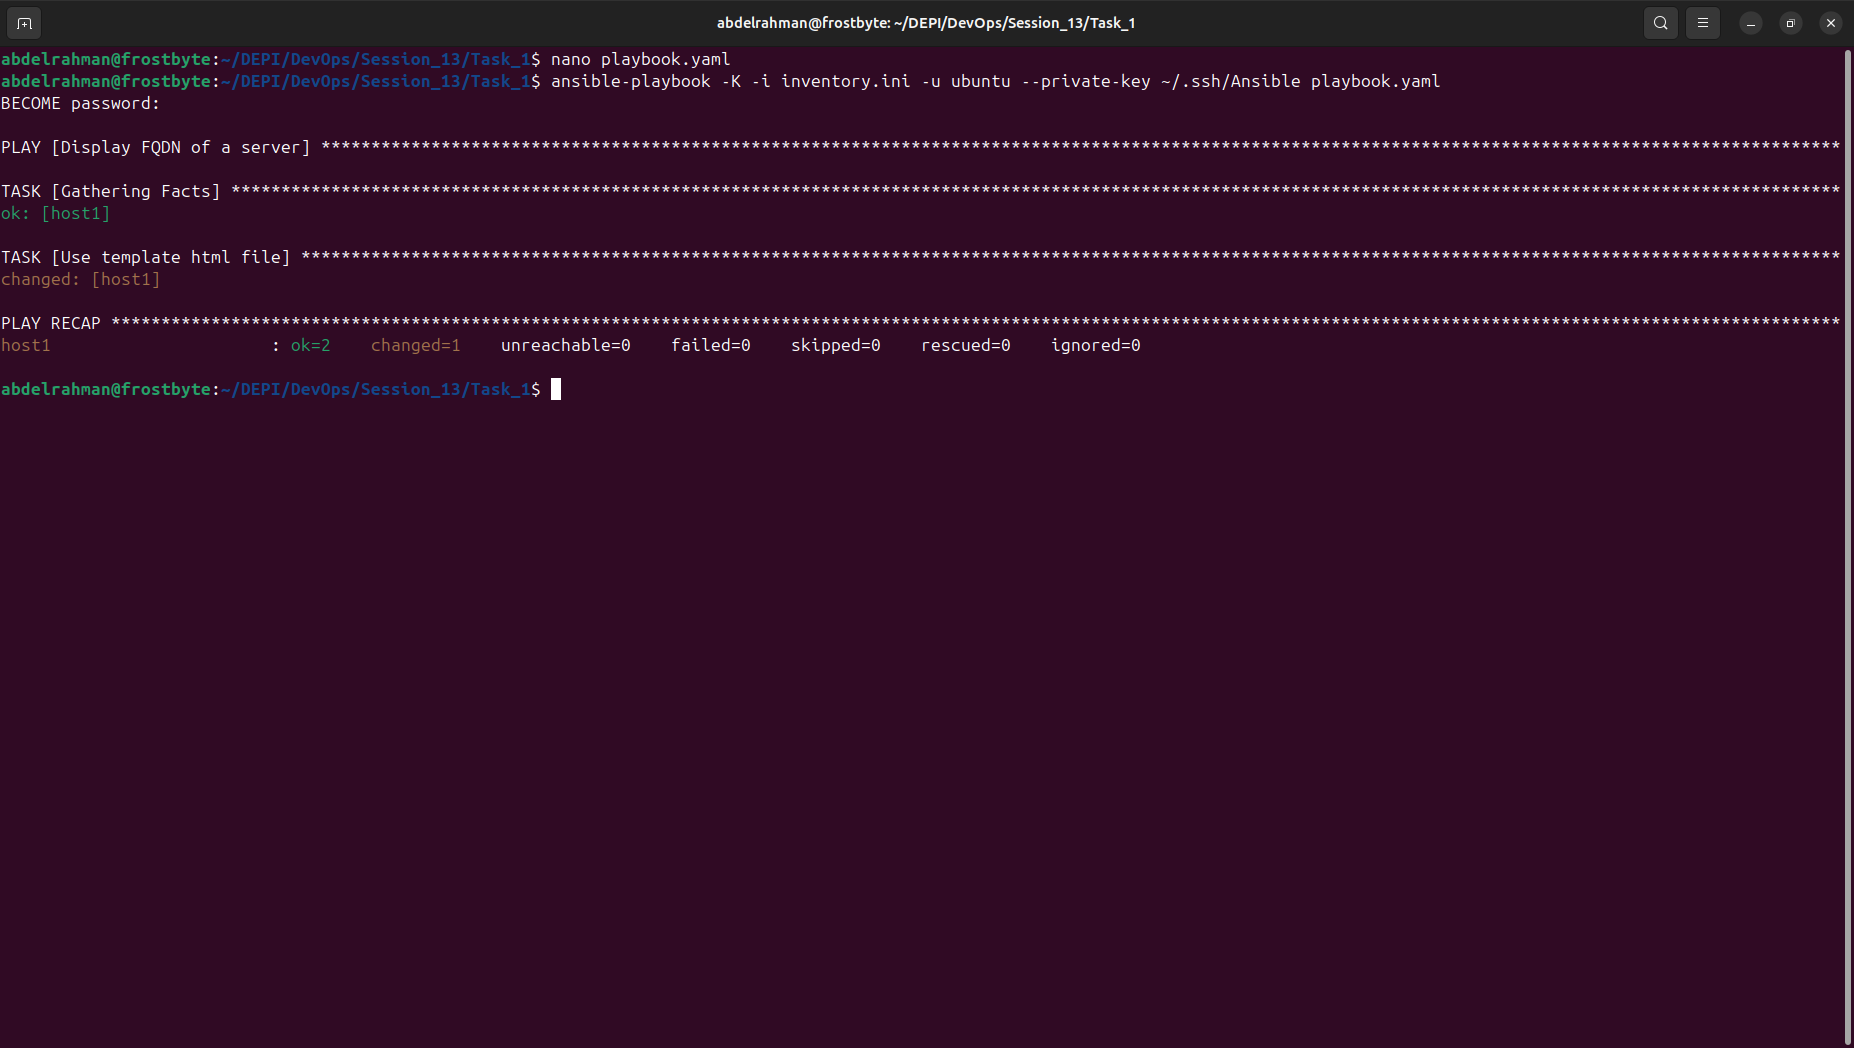 abdelrahman@frostbyte: ~/DEPI/DevOps/Session_13/Task_1
abdelrahman@frostbyte:~/DEPI/DevOps/Session_13/Task_1$ nano playbook.yaml
abdelrahman@frostbyte:~/DEPI/DevOps/Session_13/Task_1$ ansible-playbook -K -i inventory.ini -u ubuntu --private-key ~/.ssh/Ansible playbook.yaml
BECOME password:
PLAY [Display FQDN of a server] ********************************************************************************************************************************************************
TASK [Gathering Facts] *****************************************************************************************************************************************************************
ok: [host1]
TASK [Use template html file] **********************************************************************************************************************************************************
changed: [host1]
PLAY RECAP *****************************************************************************************************************************************************************************
host1                      : ok=2    changed=1    unreachable=0    failed=0    skipped=0    rescued=0    ignored=0
abdelrahman@frostbyte:~/DEPI/DevOps/Session_13/Task_1$